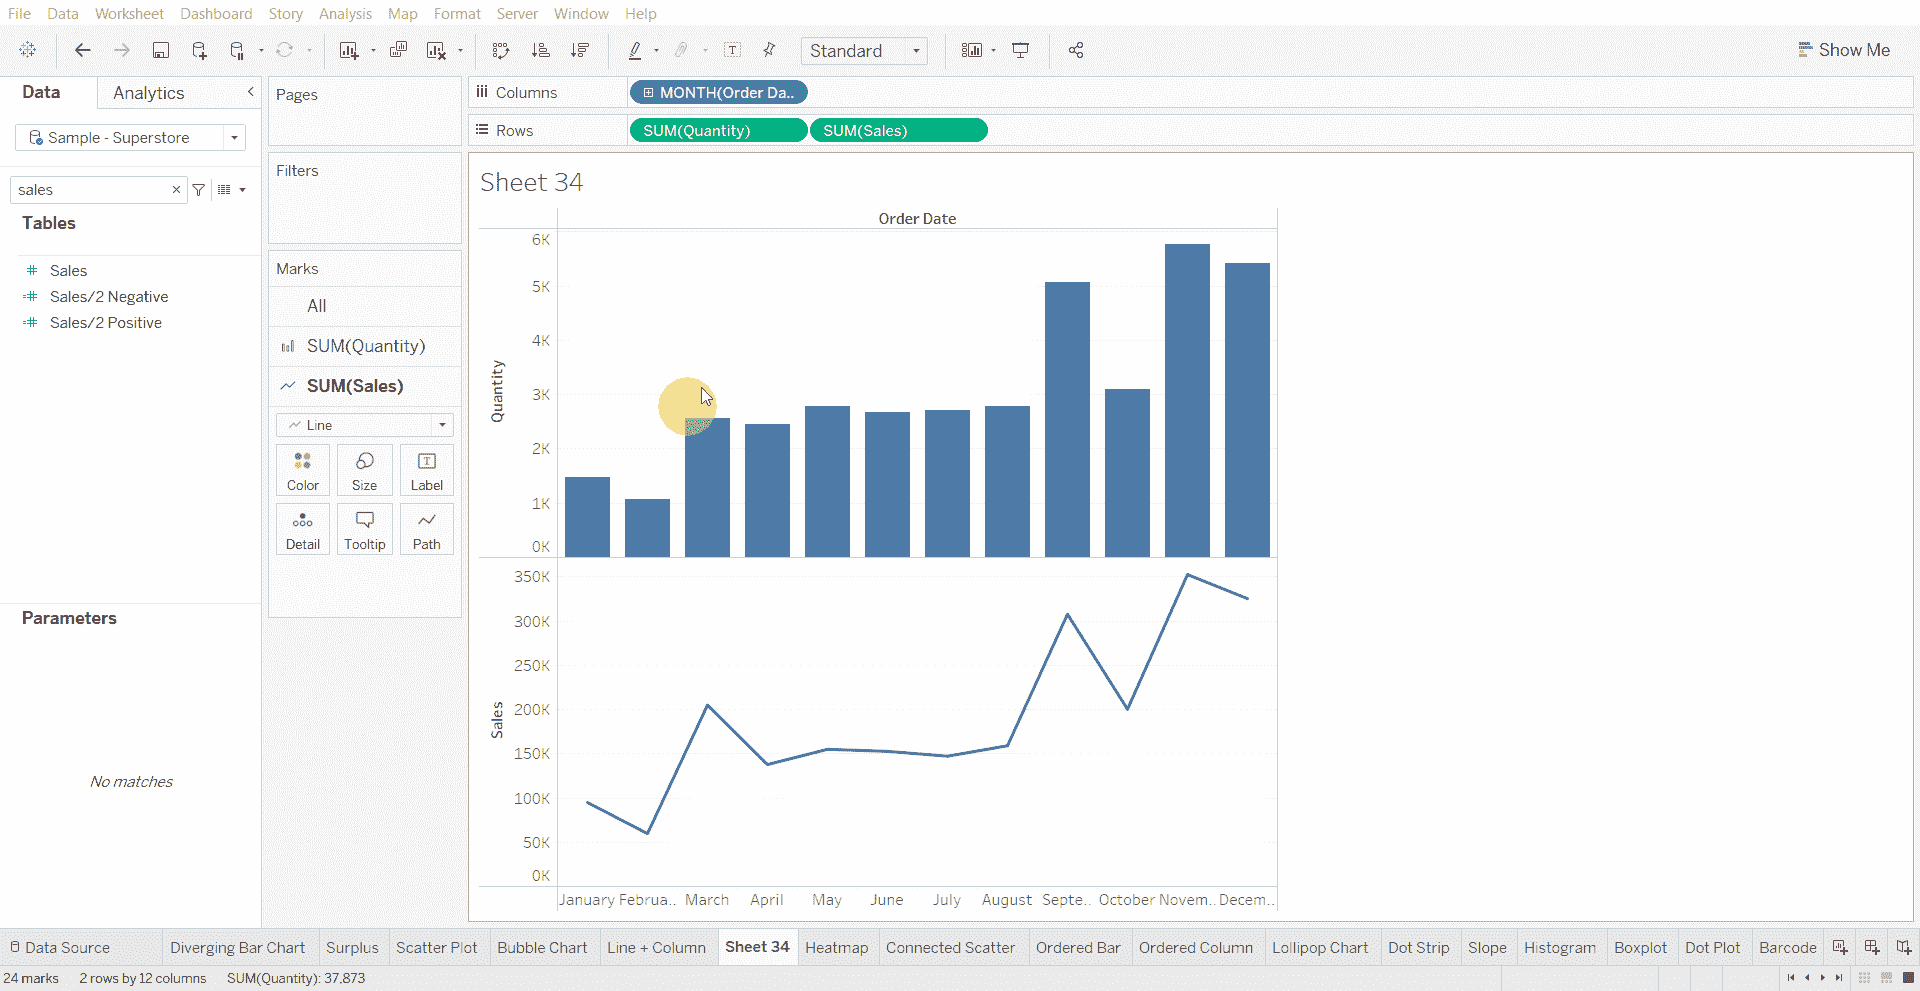 File Data Worksheet Dashboard Story Analysis Map Format Server Window Help
Standard
Show Me
Data Analytics
Sample - Superstore
sales
Tables
Sales
Sales/2 Negative
Sales/2 Positive
Parameters
No matches
Pages
Filters
Marks
All
SUM(Quantity)
SUM(Sales)
Line
Color Size Label
Detail Tooltip Path
Columns MONTH(Order Da..
Rows SUM(Quantity) SUM(Sales)
Sheet 34
Order Date
6K
5K
4K
3K
2K
1K
0K
Quantity
350K
300K
250K
200K
150K
100K
50K
0K
Sales
January Februa.. March April May June July August Septe.. October Novem.. Decem..
Data Source Diverging Bar Chart Surplus Scatter Plot Bubble Chart Line + Column Sheet 34 Heatmap Connected Scatter Ordered Bar Ordered Column Lollipop Chart Dot Strip Slope Histogram Boxplot Dot Plot Barcode
24 marks 2 rows by 12 columns SUM(Quantity): 37,873